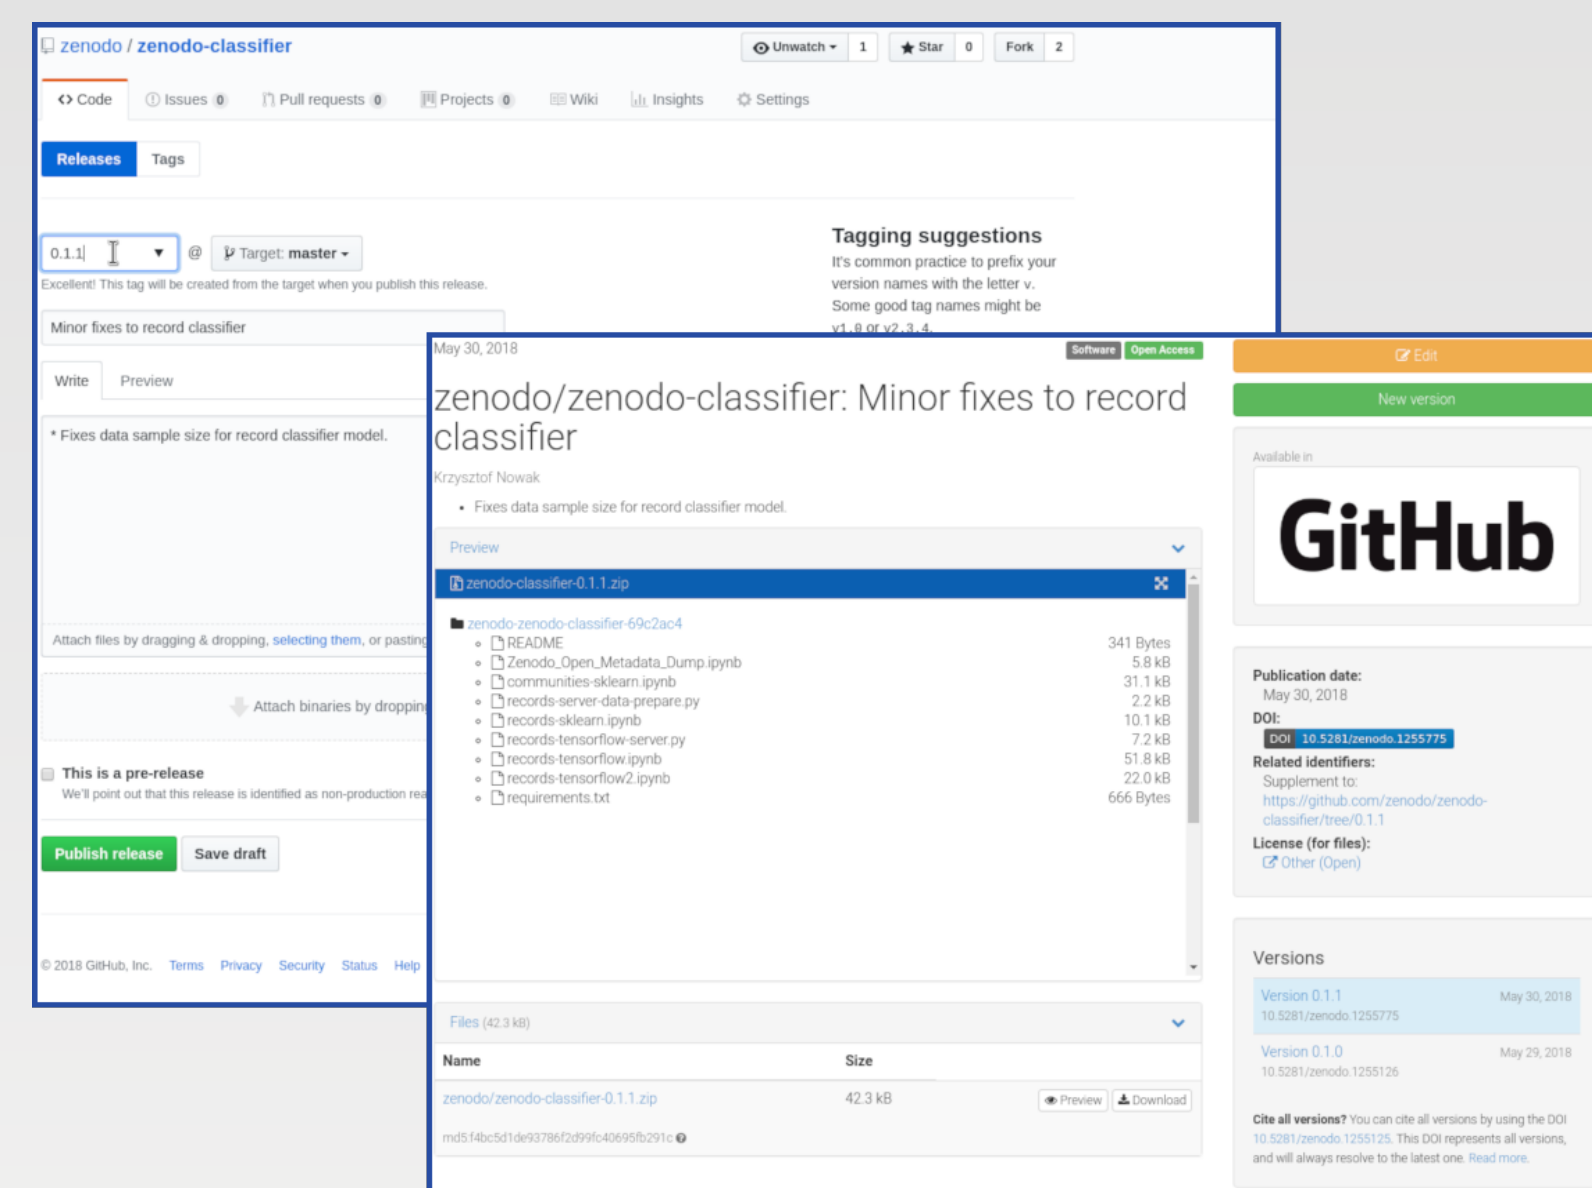 zenodo / zenodo-classifier
Unwatch 1 Star 0 Fork 2
Code Issues 0 Pull requests 0 Projects 0 Wiki Insights Settings
Releases Tags
0.1.1 @ Target: master
Excellent! This tag will be created from the target when you publish this release.
Minor fixes to record classifier
Write Preview
* Fixes data sample size for record classifier model.
Attach files by dragging & dropping, selecting them, or pasting
Attach binaries by dropping
This is a pre-release
We'll point out that this release is identified as non-production rea
Publish release Save draft
© 2018 GitHub, Inc. Terms Privacy Security Status Help
Tagging suggestions
It's common practice to prefix your
version names with the letter v.
Some good tag names might be
v1.0 or v2.3.4.
May 30, 2018
Software Open Access
zenodo/zenodo-classifier: Minor fixes to record
classifier
Krzysztof Nowak
• Fixes data sample size for record classifier model.
Preview
zenodo-classifier-0.1.1.zip
zenodo-zenodo-classifier-69c2ac4
README 341 Bytes
Zenodo_Open_Metadata_Dump.ipynb 5.8 kB
communities-sklearn.ipynb 31.1 kB
records-server-data-prepare.py 2.2 kB
records-sklearn.ipynb 10.1 kB
records-tensorflow-server.py 7.2 kB
records-tensorflow.ipynb 51.8 kB
records-tensorflow2.ipynb 22.0 kB
requirements.txt 666 Bytes
Files (42.3 kB)
Name Size
zenodo/zenodo-classifier-0.1.1.zip 42.3 kB Preview Download
md5:f4bc5d1de93786f2d99fc40695fb291c
Edit
New version
Available in
GitHub
Publication date:
May 30, 2018
DOI:
DOI 10.5281/zenodo.1255775
Related identifiers:
Supplement to:
https://github.com/zenodo/zenodo-
classifier/tree/0.1.1
License (for files):
Other (Open)
Versions
Version 0.1.1 May 30, 2018
10.5281/zenodo.1255775
Version 0.1.0 May 29, 2018
10.5281/zenodo.1255126
Cite all versions? You can cite all versions by using the DOI
10.5281/zenodo.1255125. This DOI represents all versions,
and will always resolve to the latest one. Read more.